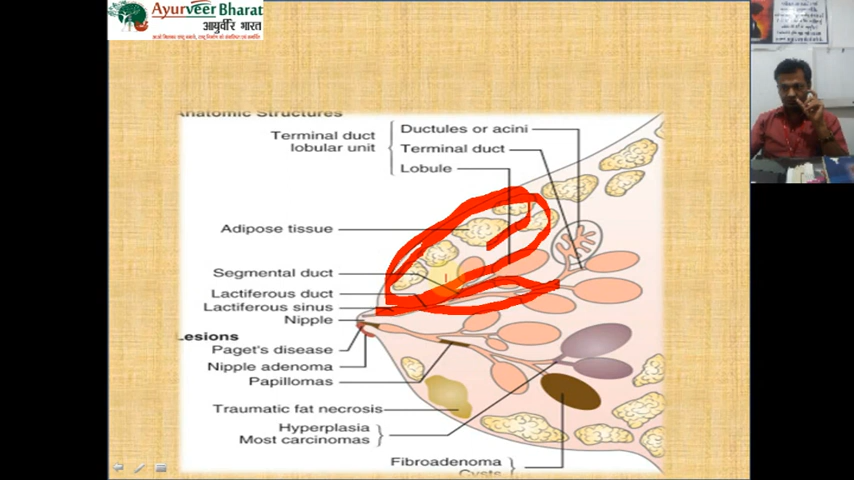 Ayurveer Bharat
आयुर्वीर भारत
Anatomic Structures
Terminal duct
lobular unit
Ductules or acini
Terminal duct
Lobule
Adipose tissue
Segmental duct
Lactiferous duct
Lactiferous sinus
Nipple
Lesions
Paget's disease
Nipple adenoma
Papillomas
Traumatic fat necrosis
Hyperplasia
Most carcinomas
Fibroadenoma
Cysts